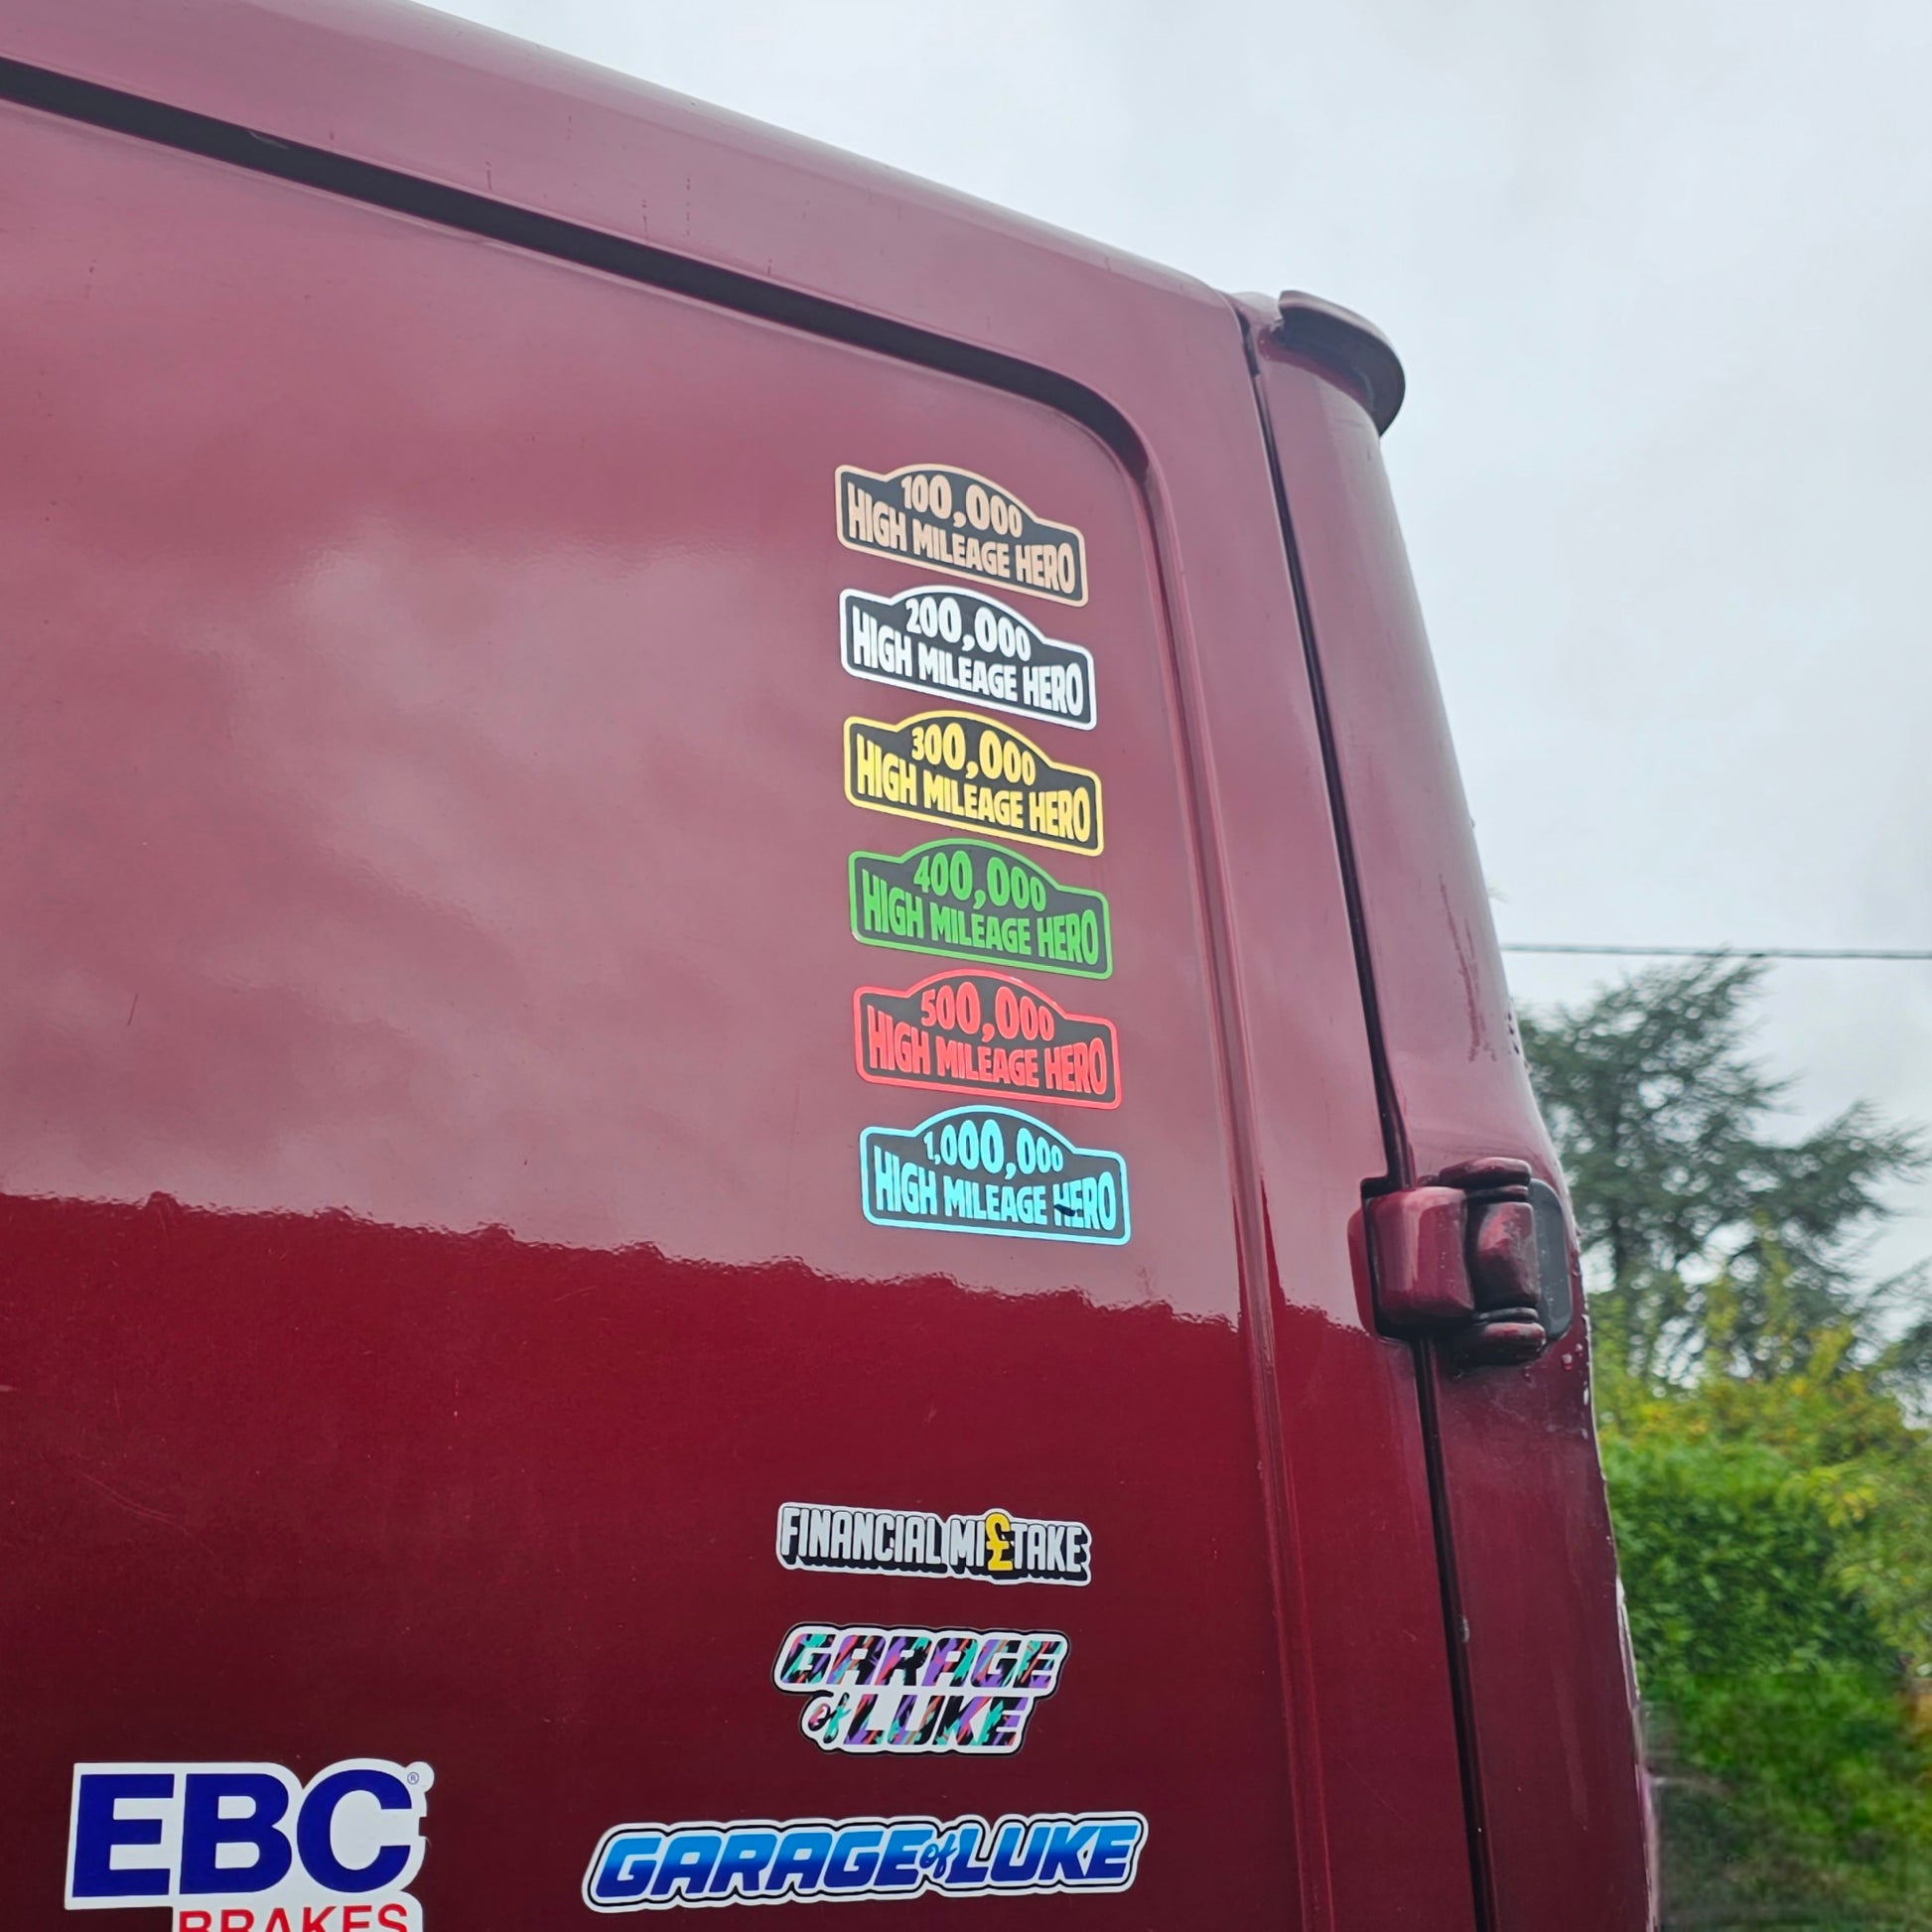 100,000
HIGH MILEAGE HERO
200,000
HIGH MILEAGE HERO
300,000
HIGH MILEAGE HERO
400,000
HIGH MILEAGE HERO
500,000
HIGH MILEAGE HERO
1,000,000
HIGH MILEAGE HERO
FINANCIAL MI£TAKE
GARAGE
of LUKE
EBC®
BRAKES
GARAGE of LUKE